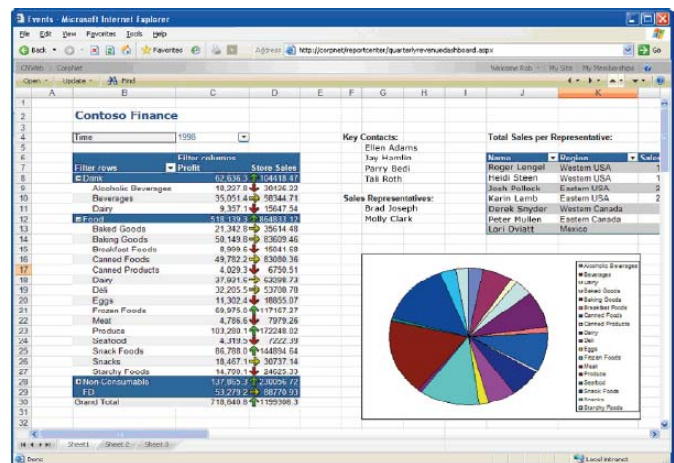 Events - Microsoft Internet Explorer
File Edit View Favorites Tools Help
Back Favorites Address http://corpnet/reportcenter/quarterlyrevenuedashboard.aspx Go
CNWeb CorpNet Welcome Rob My Site My Memberships
Open Update Find
A B C D E F G H I J K
Contoso Finance
Time 1998 Key Contacts: Total Sales per Representative:
Ellen Adams
Filter columns Jay Hamlin Name Region Sales
Filter rows Profit Store Sales Parry Bedi Roger Lengel Western USA
Drink 62,636.3 104418.47 Tali Roth Heidi Steen Western USA
Alcoholic Beverages 18,227.8 30426.22 Josh Pollock Eastern USA
Beverages 35,051.4 58344.71 Sales Representatives: Karin Lamb Eastern USA
Dairy 9,357.1 15647.54 Brad Joseph Derek Snyder Western Canada
Food 518,139.3 864833.12 Molly Clark Peter Mullen Eastern Canada
Baked Goods 21,342.8 35614.48 Lori Oviatt Mexico
Baking Goods 50,149.8 83609.46
Breakfast Foods 8,999.6 15041.68
Canned Foods 49,782.2 83080.36
Canned Products 4,029.3 6750.51
Dairy
Deli 32,205.5 53708.78
Eggs 11,302.4 18855.07
Frozen Foods 69,975.0 117167.27
Meat 4,786.6 7979.26
Produce 103,280.1 172248.02
Seafood 4,319.5 7222.39
Snack Foods 86,788.0 144894.64
Snacks 18,467.1 30737.14
Starchy Foods 14,790.1 24625.33
Non-Consumable 137,865.3 230056.72
FD 53,279.2 88770.93
Grand Total 718,640.8 1199308.3
Alcoholic Beverages
Beverages
Dairy
Baked Goods
Baking Goods
Breakfast Foods
Canned Foods
Canned Products
Dairy
Deli
Eggs
Frozen Foods
Meat
Produce
Seafood
Snack Foods
Snacks
Starchy Foods
Sheet1 Sheet2 Sheet3
Done Local intranet